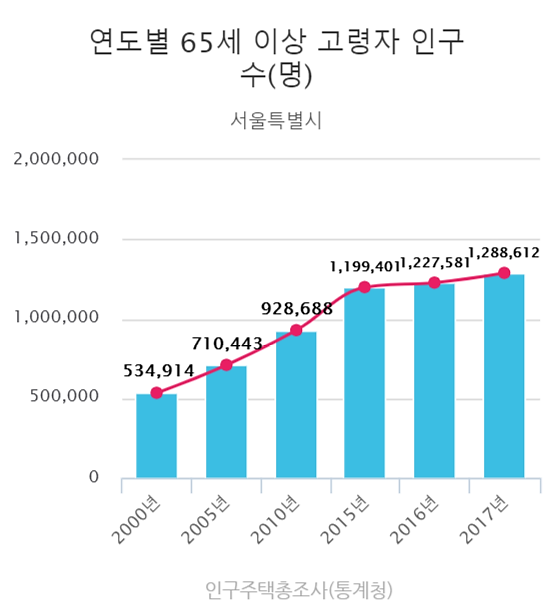 연도별 65세 이상 고령자 인구
수(명)
서울특별시
2,000,000
1,500,000
1,000,000
500,000
0
534,914
710,443
928,688
1,199,401
1,227,581
1,288,612
2000년
2005년
2010년
2015년
2016년
2017년
인구주택총조사(통계청)